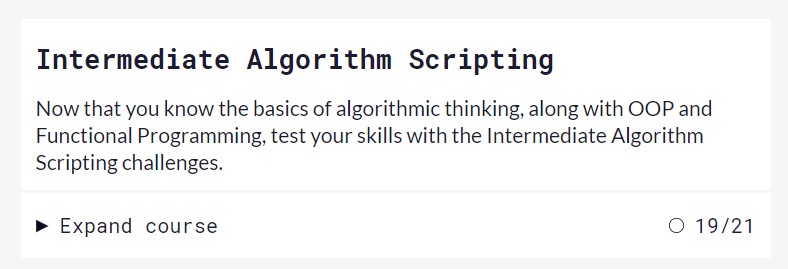 Intermediate Algorithm Scripting
Now that you know the basics of algorithmic thinking, along with OOP and
Functional Programming, test your skills with the Intermediate Algorithm
Scripting challenges.
Expand course 19/21